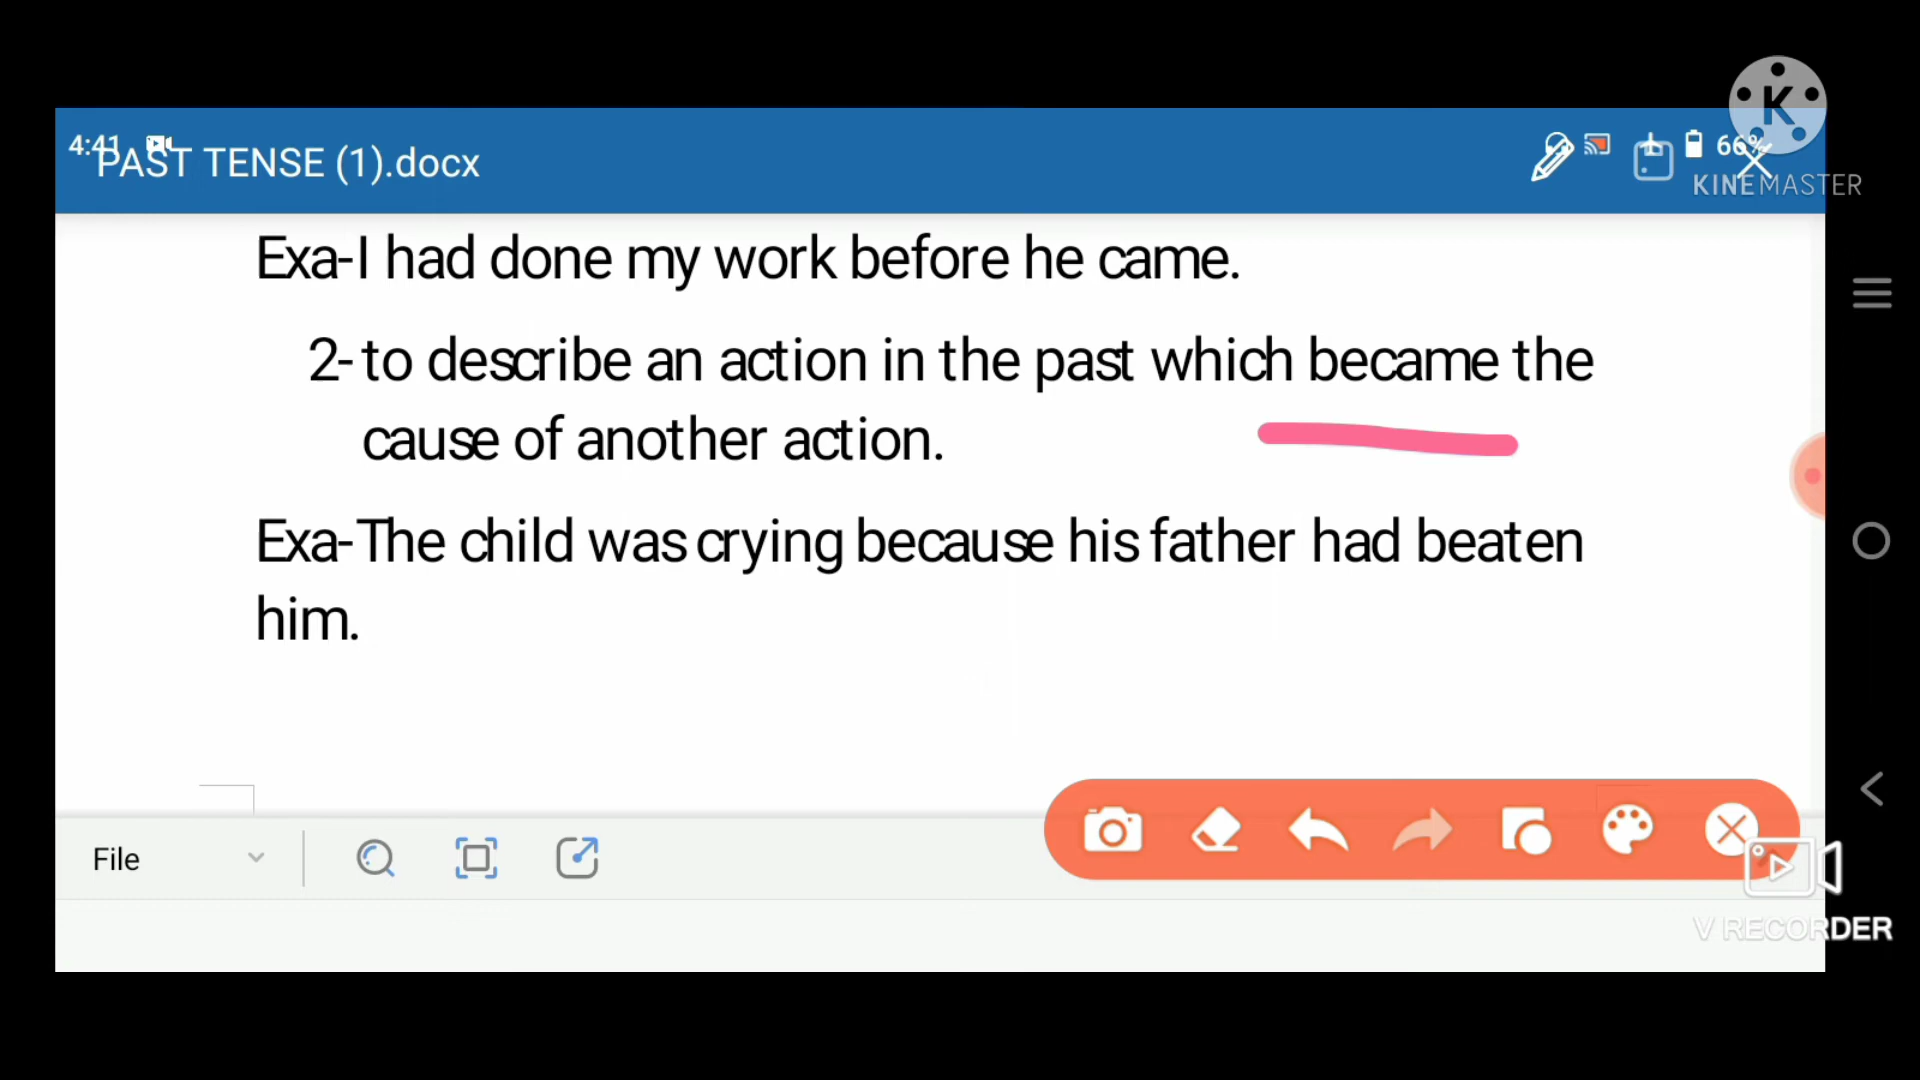 4:41
PAST TENSE (1).docx
66%
K
KINEMASTER
Exa-I had done my work before he came.
2- to describe an action in the past which became the
cause of another action.
Exa-The child was crying because his father had beaten
him.
File
V RECORDER